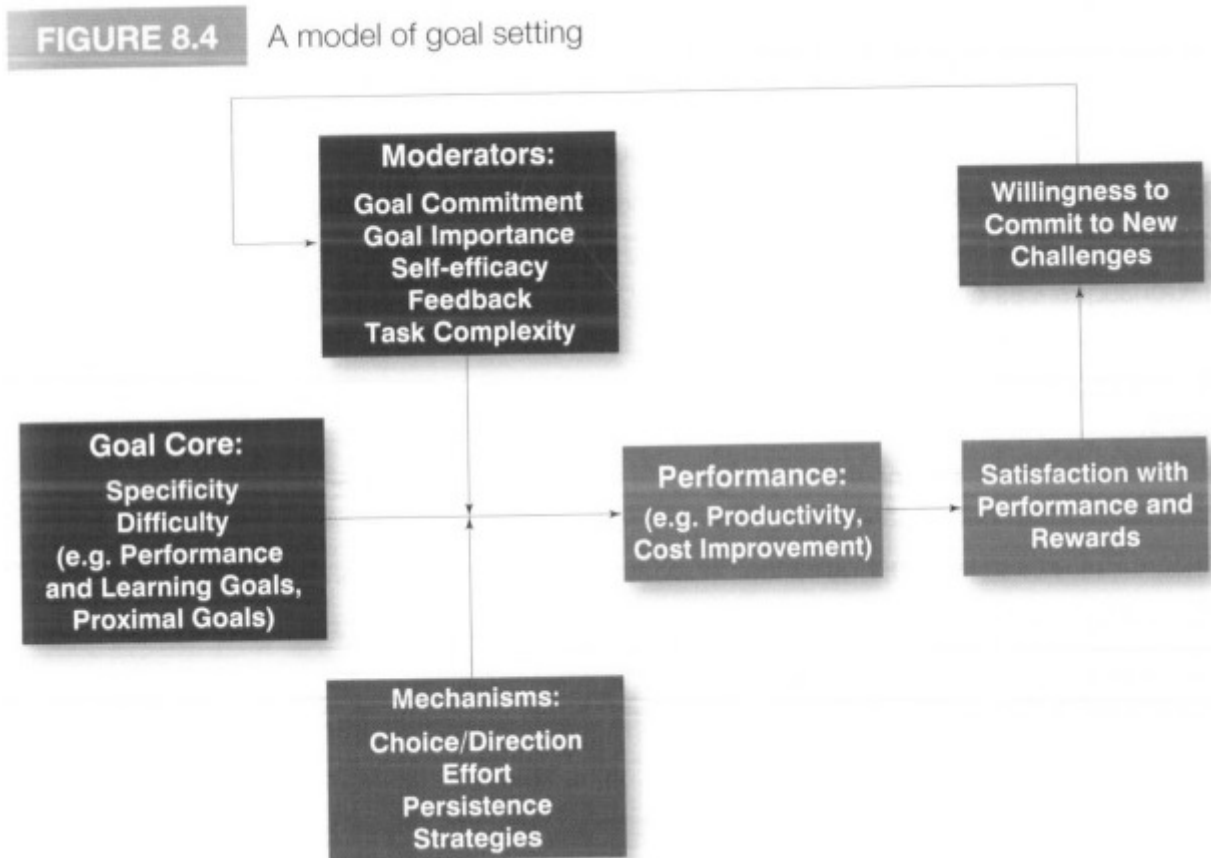 FIGURE 8.4 A model of goal setting
Moderators:
Goal Commitment
Goal Importance
Self-efficacy
Feedback
Task Complexity
Willingness to
Commit to New
Challenges
Goal Core:
Specificity
Difficulty
(e.g. Performance
and Learning Goals,
Proximal Goals)
Performance:
(e.g. Productivity,
Cost Improvement)
Satisfaction with
Performance and
Rewards
Mechanisms:
Choice/Direction
Effort
Persistence
Strategies